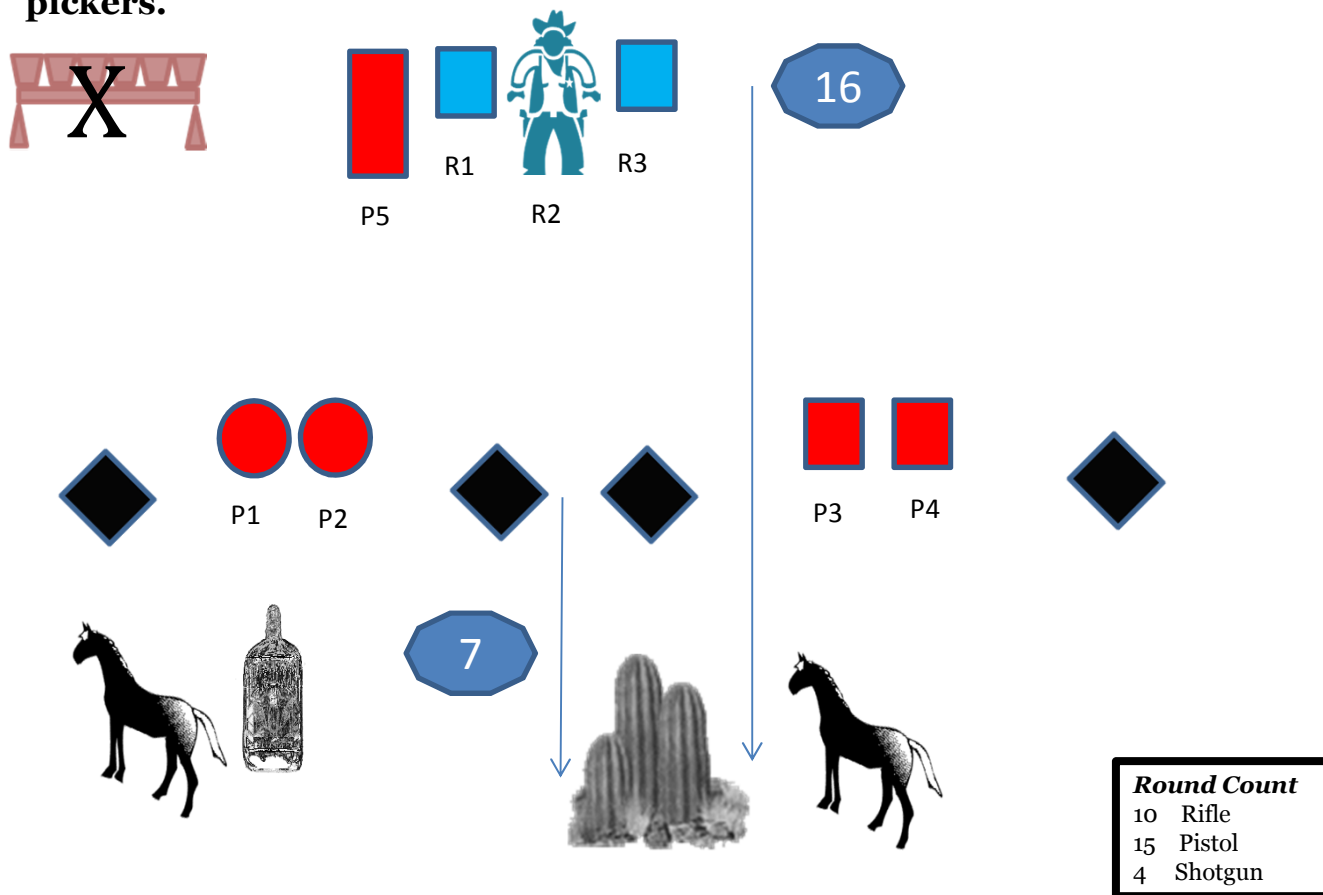 pickers.
X
16
R1
R3
P5
R2
P1
P2
P3
P4
7
Round Count
10 Rifle
15 Pistol
4 Shotgun